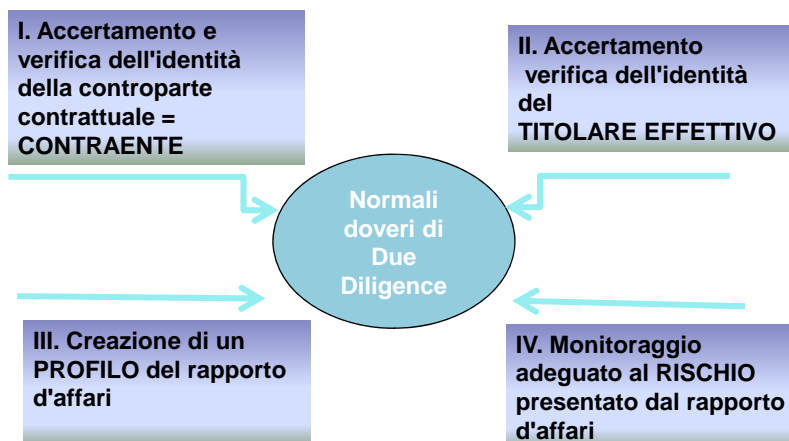 I. Accertamento e
verifica dell'identità
della controparte
contrattuale =
CONTRAENTE
II. Accertamento
verifica dell'identità
del
TITOLARE EFFETTIVO
Normali
doveri di
Due
Diligence
III. Creazione di un
PROFILO del rapporto
d'affari
IV. Monitoraggio
adeguato al RISCHIO
presentato dal rapporto
d'affari